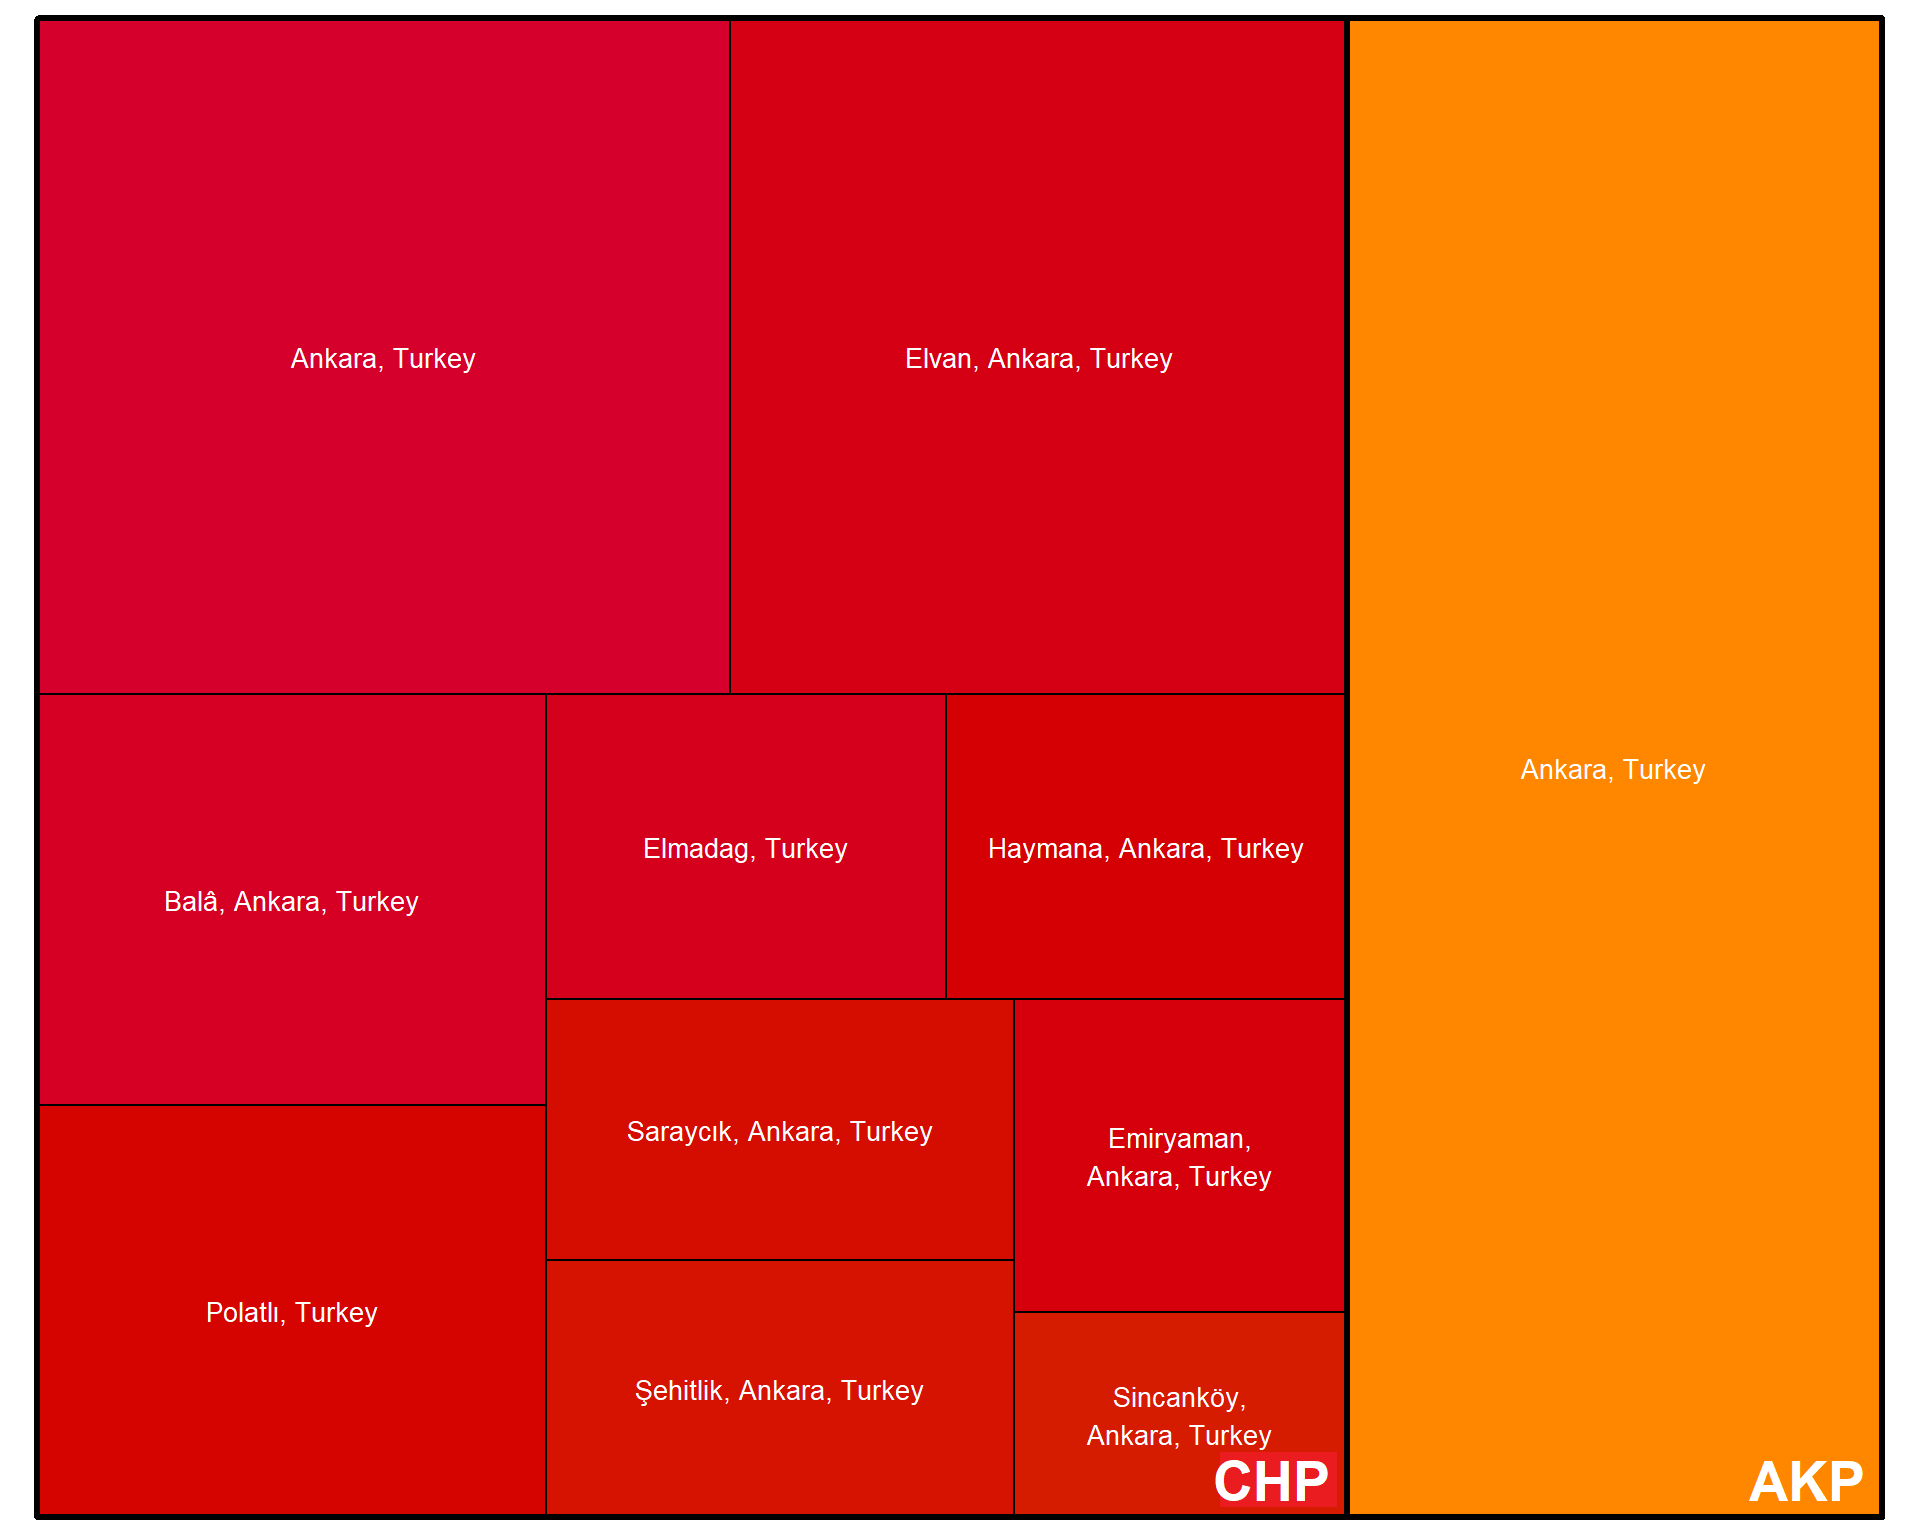 Ankara, Turkey
Elvan, Ankara, Turkey
Ankara, Turkey
Balâ, Ankara, Turkey
Elmadag, Turkey
Haymana, Ankara, Turkey
Saraycık, Ankara, Turkey
Emiryaman,
Ankara, Turkey
Polatlı, Turkey
Şehitlik, Ankara, Turkey
Sincanköy,
Ankara, Turkey
CHP
AKP